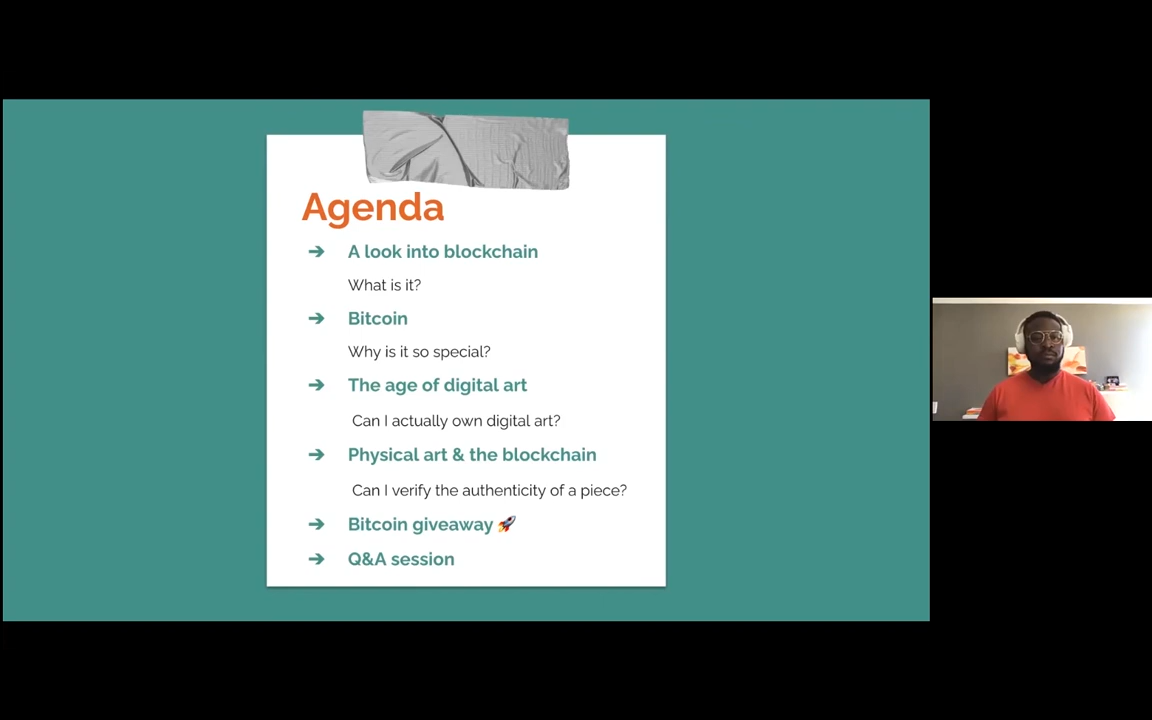 Agenda
➔ A look into blockchain
What is it?
➔ Bitcoin
Why is it so special?
➔ The age of digital art
Can I actually own digital art?
➔ Physical art & the blockchain
Can I verify the authenticity of a piece?
➔ Bitcoin giveaway 🚀
➔ Q&A session